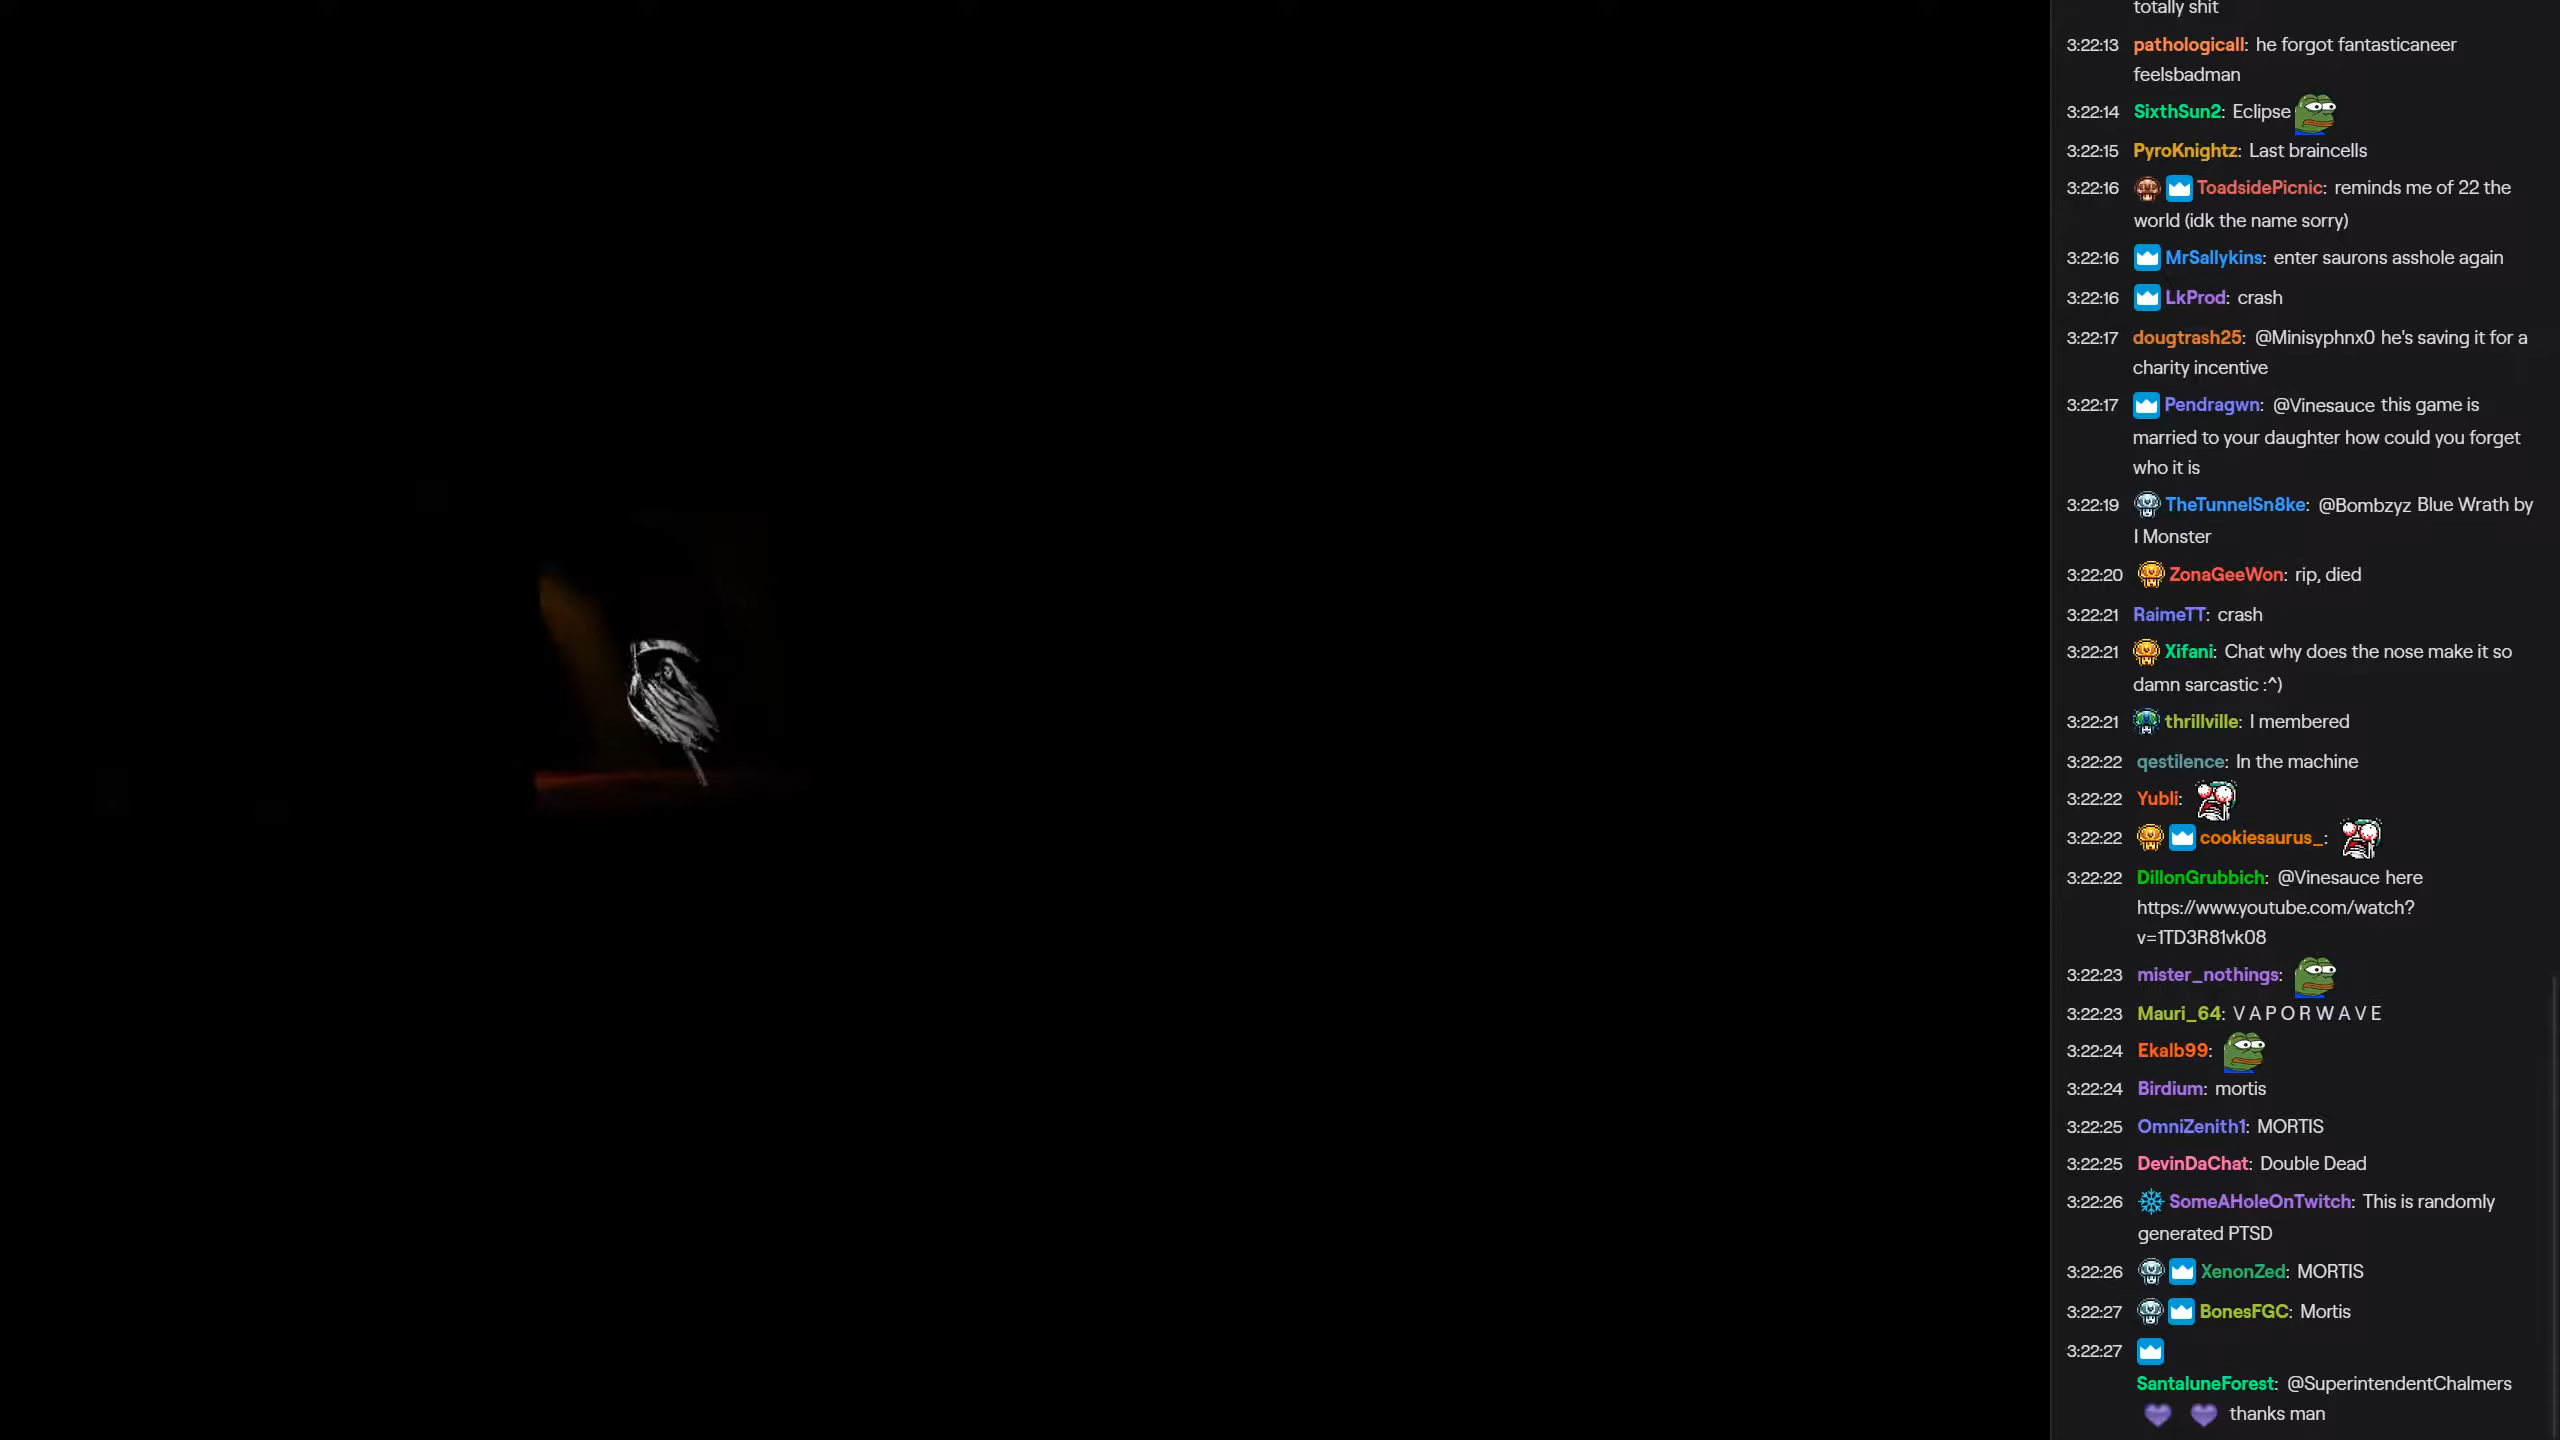 totally shit
3:22:13 pathologicall: he forgot fantasticaneer
feelsbadman
3:22:14 SixthSun2: Eclipse
3:22:15 PyroKnightz: Last braincells
3:22:16 ToadsidePicnic: reminds me of 22 the
world (idk the name sorry)
3:22:16 MrSallykins: enter saurons asshole again
3:22:16 LkProd: crash
3:22:17 dougtrash25: @Minisyphnx0 he's saving it for a
charity incentive
3:22:17 Pendragwn: @Vinesauce this game is
married to your daughter how could you forget
who it is
3:22:19 TheTunnelSn8ke: @Bombzyz Blue Wrath by
I Monster
3:22:20 ZonaGeeWon: rip, died
3:22:21 RaimeTT: crash
3:22:21 Xifani: Chat why does the nose make it so
damn sarcastic :^)
3:22:21 thrillville: I membered
3:22:22 qestilence: In the machine
3:22:22 Yubli:
3:22:22 cookiesaurus_:
3:22:22 DillonGrubbich: @Vinesauce here
https://www.youtube.com/watch?
v=1TD3R81vk08
3:22:23 mister_nothings:
3:22:23 Mauri_64: V A P O R W A V E
3:22:24 Ekalb99:
3:22:24 Birdium: mortis
3:22:25 OmniZenith1: MORTIS
3:22:25 DevinDaChat: Double Dead
3:22:26 SomeAHoleOnTwitch: This is randomly
generated PTSD
3:22:26 XenonZed: MORTIS
3:22:27 BonesFGC: Mortis
3:22:27
SantaluneForest: @SuperintendentChalmers
thanks man